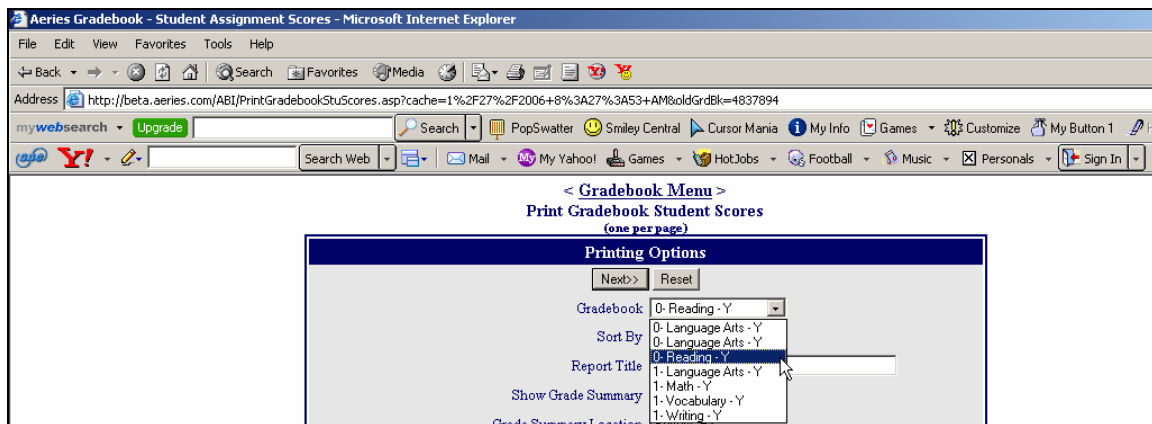 Aeries Gradebook - Student Assignment Scores - Microsoft Internet Explorer
File Edit View Favorites Tools Help
Back Search Favorites Media
Address http://beta.aeries.com/ABI/PrintGradebookStuScores.asp?cache=1%2F27%2F2006+8%3A27%3A53+AM&oldGrdBk=4837894
mywebsearch Upgrade Search PopSwatter Smiley Central Cursor Mania My Info Games Customize My Button 1
Y! Search Web Mail My Yahoo! Games HotJobs Football Music Personals Sign In
< Gradebook Menu >
Print Gradebook Student Scores
(one per page)
Printing Options
Next>> Reset
Gradebook 0- Reading - Y
0- Language Arts - Y
Sort By 0- Language Arts - Y
0- Reading - Y
Report Title 1- Language Arts - Y
1- Math - Y
Show Grade Summary 1- Vocabulary - Y
1- Writing - Y
Grade Summary Location